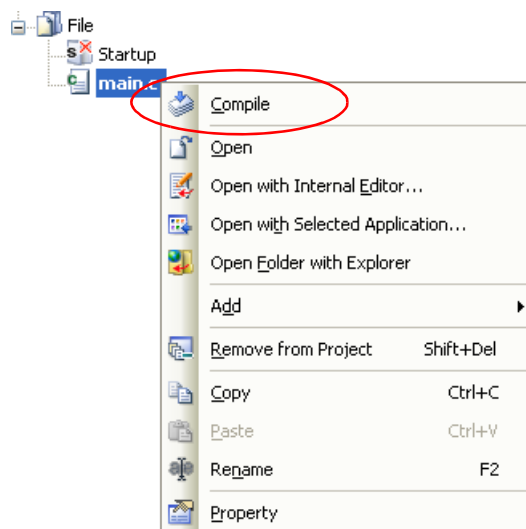 File
Startup
main.c
Compile
Open
Open with Internal Editor...
Open with Selected Application...
Open Folder with Explorer
Add
Remove from Project Shift+Del
Copy Ctrl+C
Paste Ctrl+V
Rename F2
Property